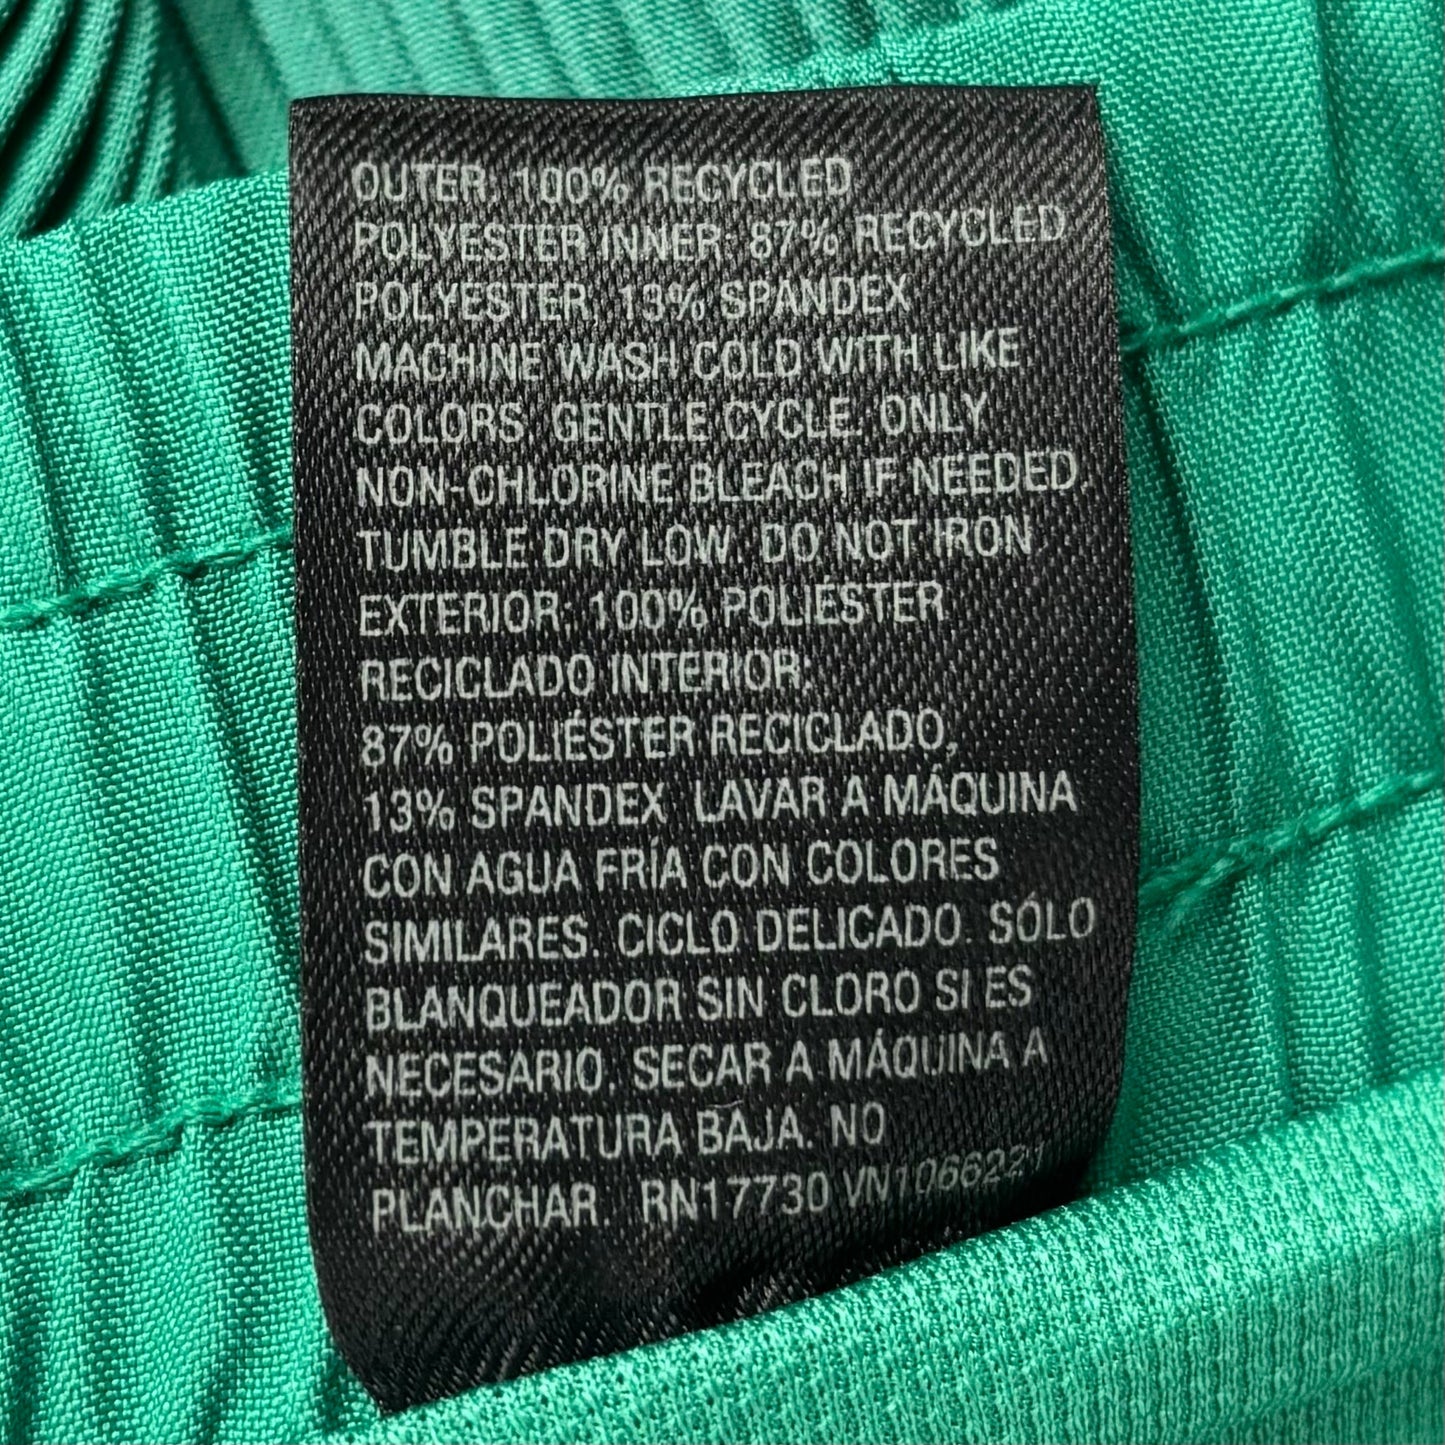 OUTER: 100% RECYCLED
POLYESTER INNER: 87% RECYCLED
POLYESTER, 13% SPANDEX
MACHINE WASH COLD WITH LIKE
COLORS. GENTLE CYCLE. ONLY
NON-CHLORINE BLEACH IF NEEDED.
TUMBLE DRY LOW. DO NOT IRON
EXTERIOR: 100% POLIÉSTER
RECICLADO INTERIOR:
87% POLIÉSTER RECICLADO,
13% SPANDEX. LAVAR A MÁQUINA
CON AGUA FRÍA CON COLORES
SIMILARES. CICLO DELICADO. SÓLO
BLANQUEADOR SIN CLORO SI ES
NECESARIO. SECAR A MÁQUINA A
TEMPERATURA BAJA. NO
PLANCHAR. RN17730 VN1066221